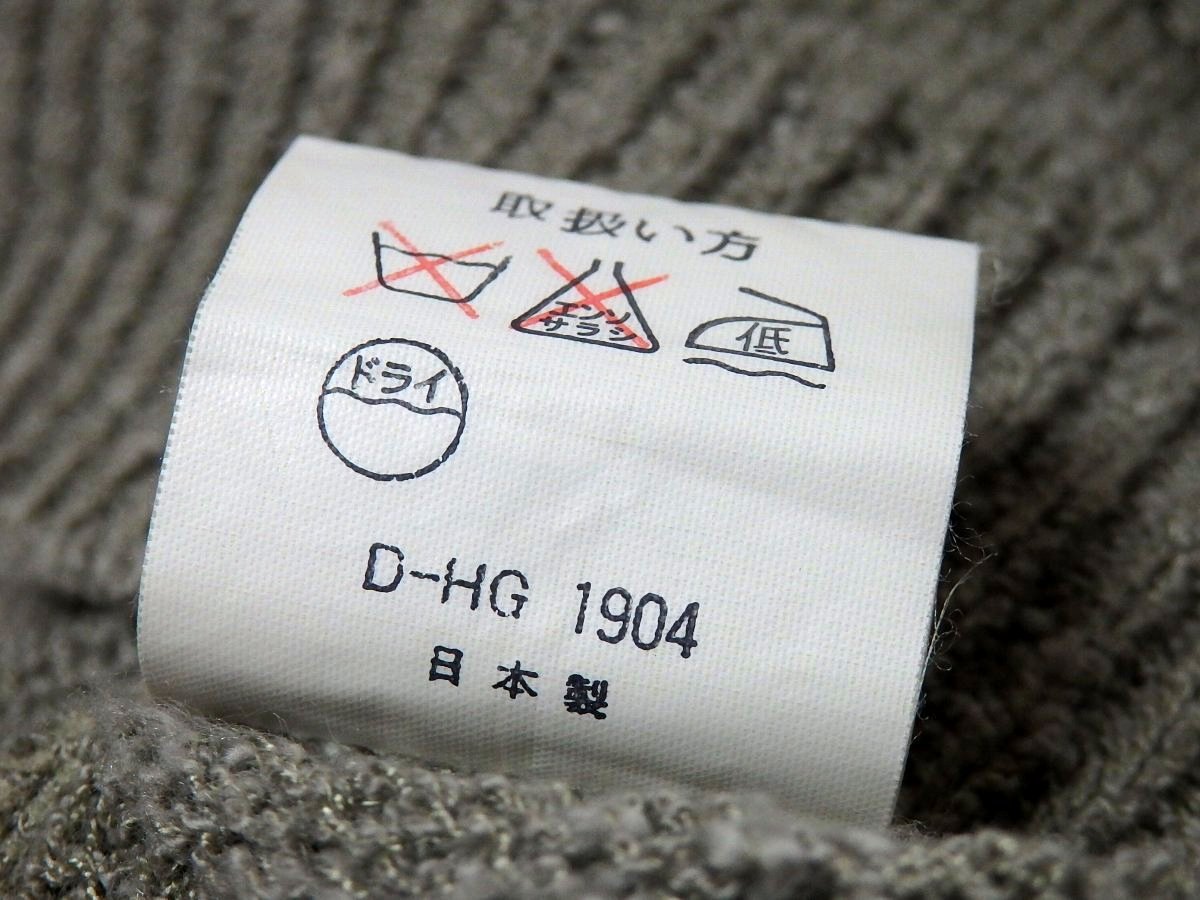 取扱い方
エンソ
サラシ
低
ドライ
D-HG 1904
日本製